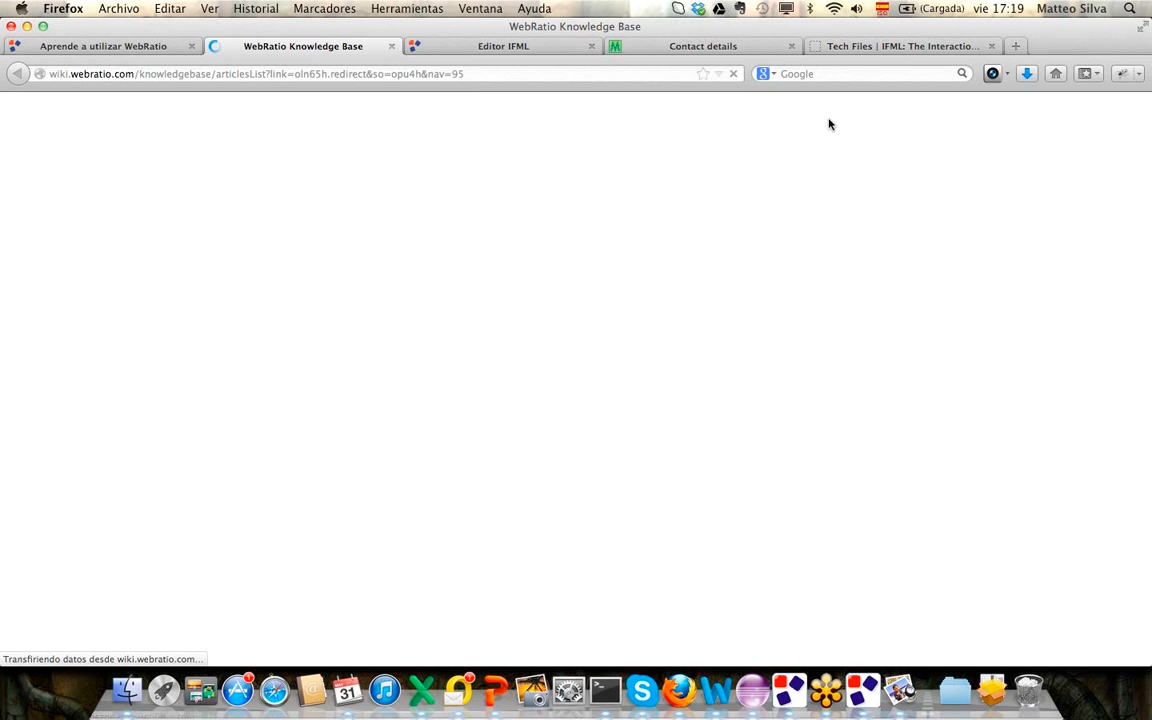 Firefox Archivo Editar Ver Historial Marcadores Herramientas Ventana Ayuda (Cargada) vie 17:19 Matteo Silva
WebRatio Knowledge Base
Aprende a utilizar WebRatio WebRatio Knowledge Base Editor IFML Contact details Tech Files | IFML: The Interactio...
wiki.webratio.com/knowledgebase/articlesList?link=oln65h.redirect&so=opu4h&nav=95 Google
Transfiriendo datos desde wiki.webratio.com...
31